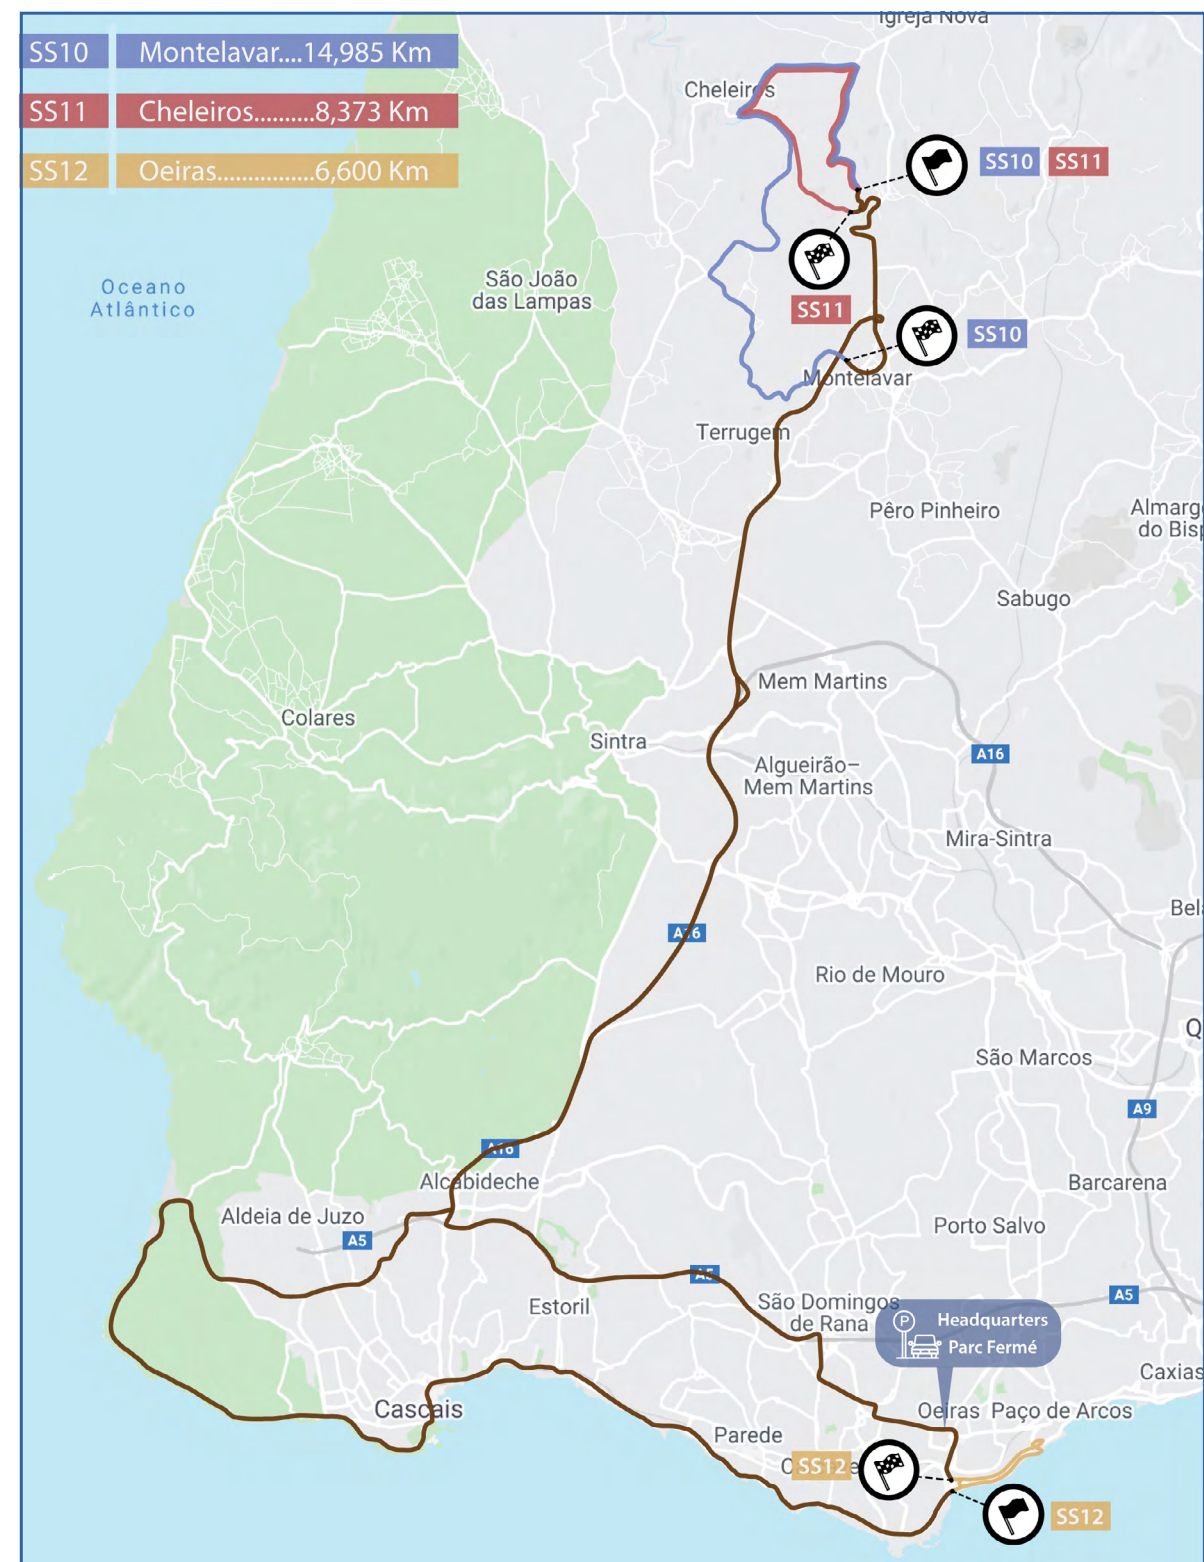 Igreja Nova
SS10 Montelavar....14,985 Km
Cheleiros
SS11 Cheleiros..........8,373 Km
SS10 SS11
SS12 Oeiras................6,600 Km
Oceano
Atlântico
São João
das Lampas
SS11
SS10
Montelavar
Terrugem
Pêro Pinheiro
Almarg
do Bisp
Sabugo
Mem Martins
Colares
Sintra
A16
Algueirão–
Mem Martins
Mira-Sintra
Bel
A16
Rio de Mouro
Q
São Marcos
A9
A16
Alcabideche
Barcarena
Aldeia de Juzo
Porto Salvo
A5
A5
A5
Estoril
São Domingos
de Rana
P
Headquarters
Parc Fermé
Caxias
Cascais
Oeiras Paço de Arcos
Parede
SS12
SS12